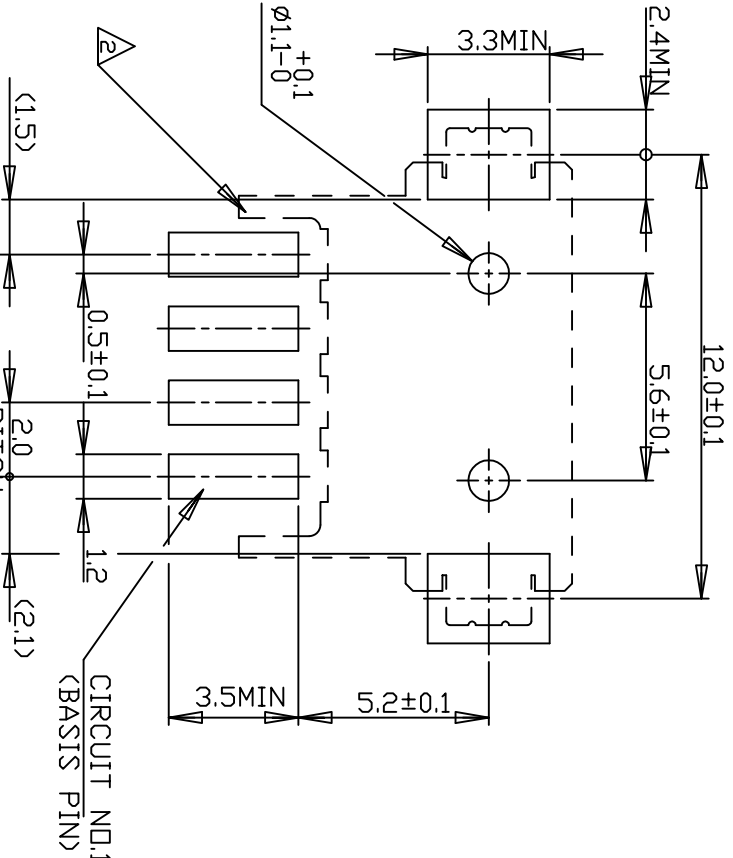 2.4MIN
3.3MIN
+0.1
ø1.1-0
2
12.0±0.1
5.6±0.1
(1.5)
0.5±0.1
2.0
1.2
(2.1)
3.5MIN
5.2±0.1
CIRCUIT NO.1
(BASIS PIN)